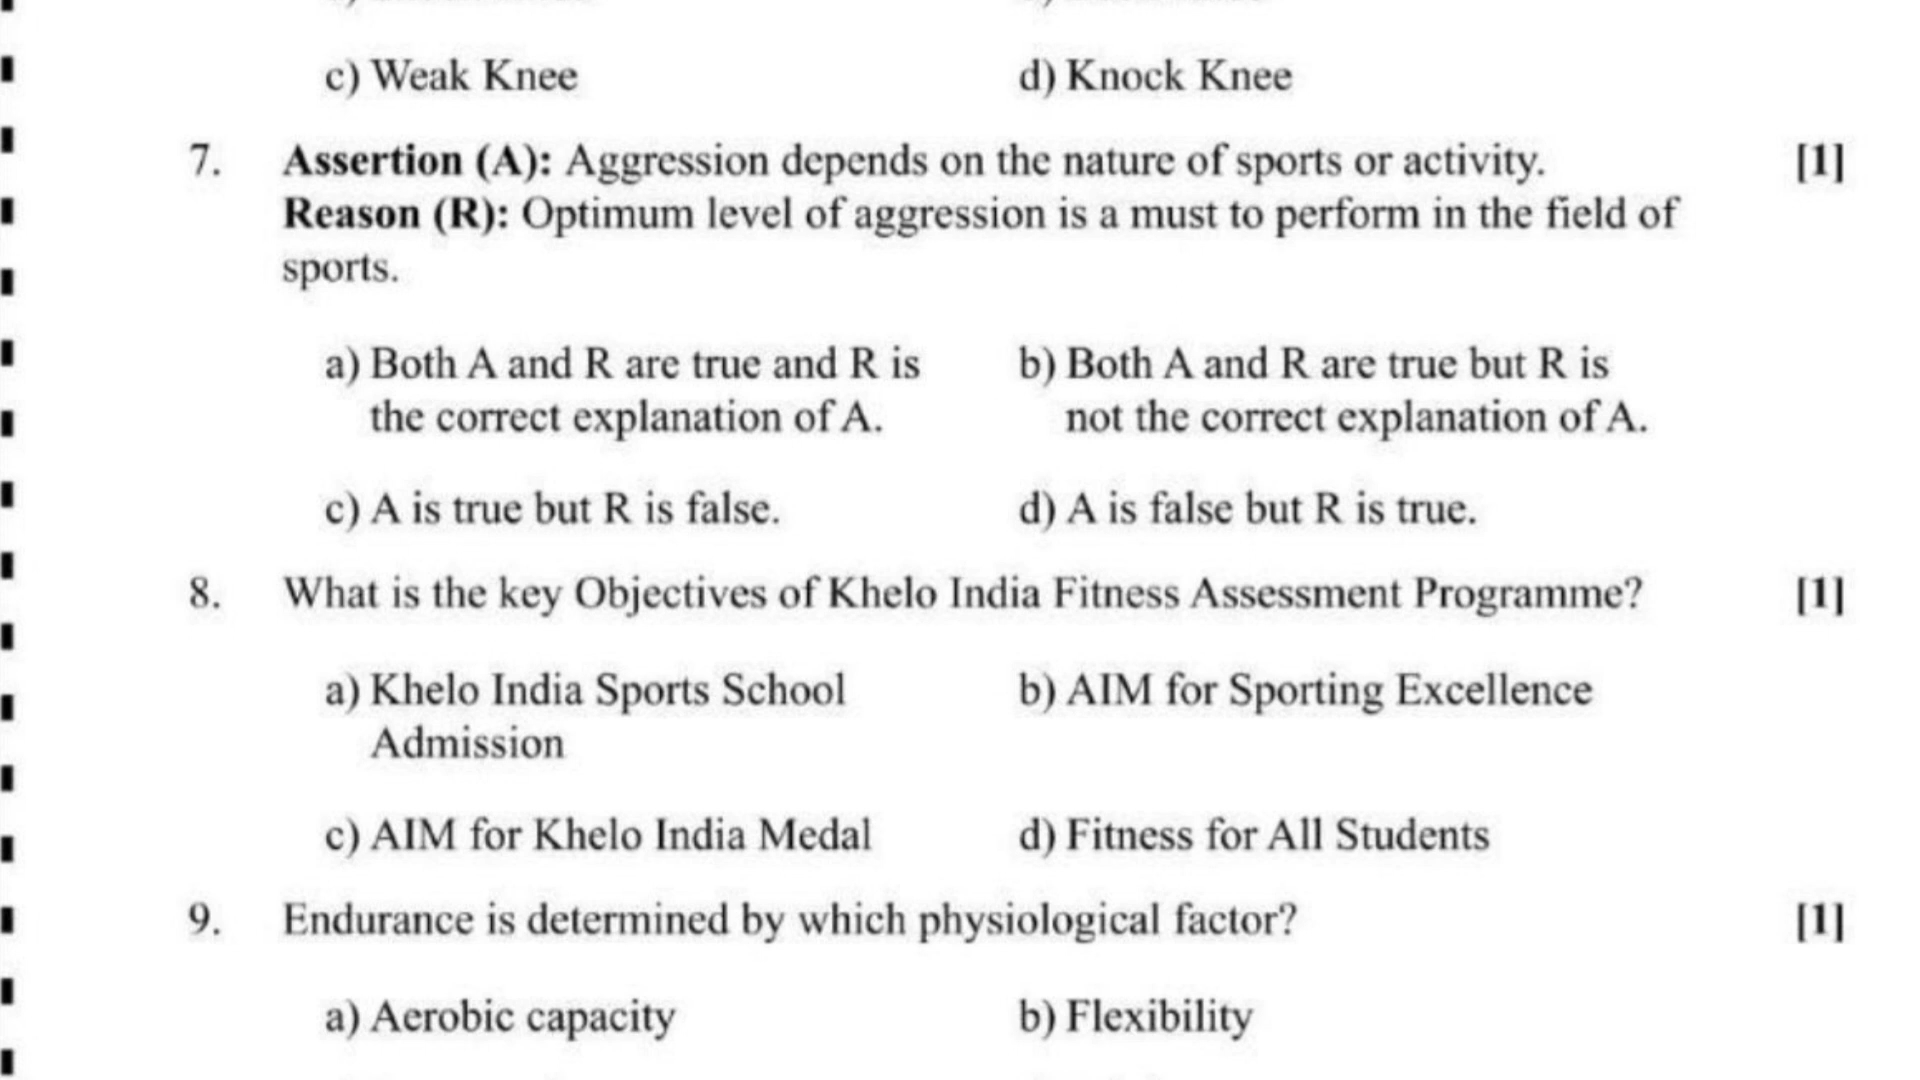 c) Weak Knee
d) Knock Knee
7. Assertion (A): Aggression depends on the nature of sports or activity. [1]
Reason (R): Optimum level of aggression is a must to perform in the field of
sports.
a) Both A and R are true and R is
the correct explanation of A.
b) Both A and R are true but R is
not the correct explanation of A.
c) A is true but R is false.
d) A is false but R is true.
8. What is the key Objectives of Khelo India Fitness Assessment Programme? [1]
a) Khelo India Sports School
Admission
b) AIM for Sporting Excellence
c) AIM for Khelo India Medal
d) Fitness for All Students
9. Endurance is determined by which physiological factor? [1]
a) Aerobic capacity
b) Flexibility